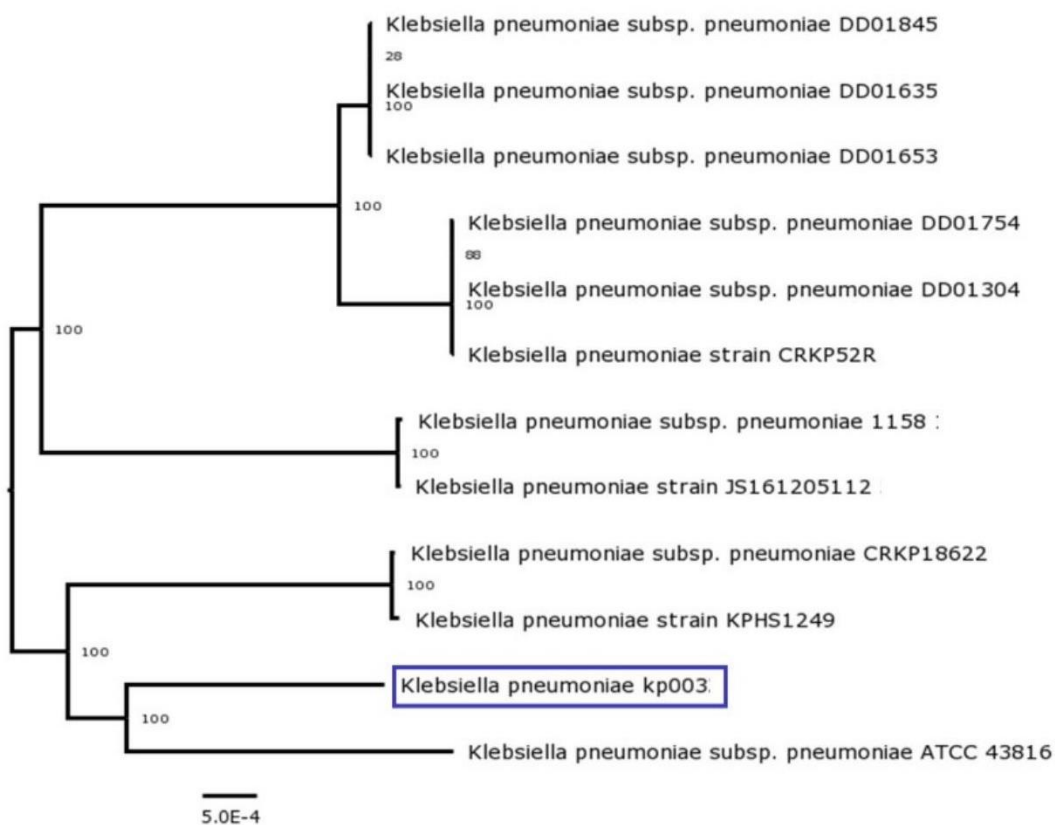 Klebsiella pneumoniae subsp. pneumoniae DD01845
28
Klebsiella pneumoniae subsp. pneumoniae DD01635
100
Klebsiella pneumoniae subsp. pneumoniae DD01653
100
Klebsiella pneumoniae subsp. pneumoniae DD01754
88
Klebsiella pneumoniae subsp. pneumoniae DD01304
100
100
Klebsiella pneumoniae strain CRKP52R
Klebsiella pneumoniae subsp. pneumoniae 1158
100
Klebsiella pneumoniae strain JS161205112
Klebsiella pneumoniae subsp. pneumoniae CRKP18622
100
Klebsiella pneumoniae strain KPHS1249
100
Klebsiella pneumoniae
100
Klebsiella pneumoniae subsp. pneumoniae ATCC 43816
5.0E-4